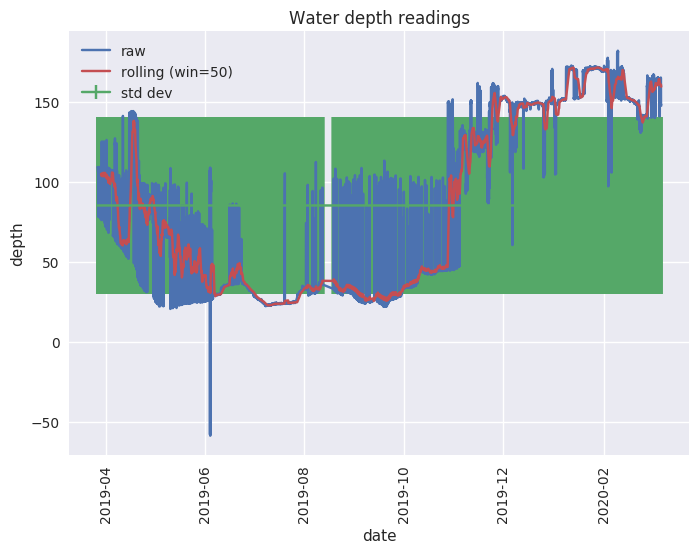 Water depth readings
raw
rolling (win=50)
std dev
150
100
50
0
−50
depth
2019-04
2019-06
2019-08
2019-10
2019-12
2020-02
date